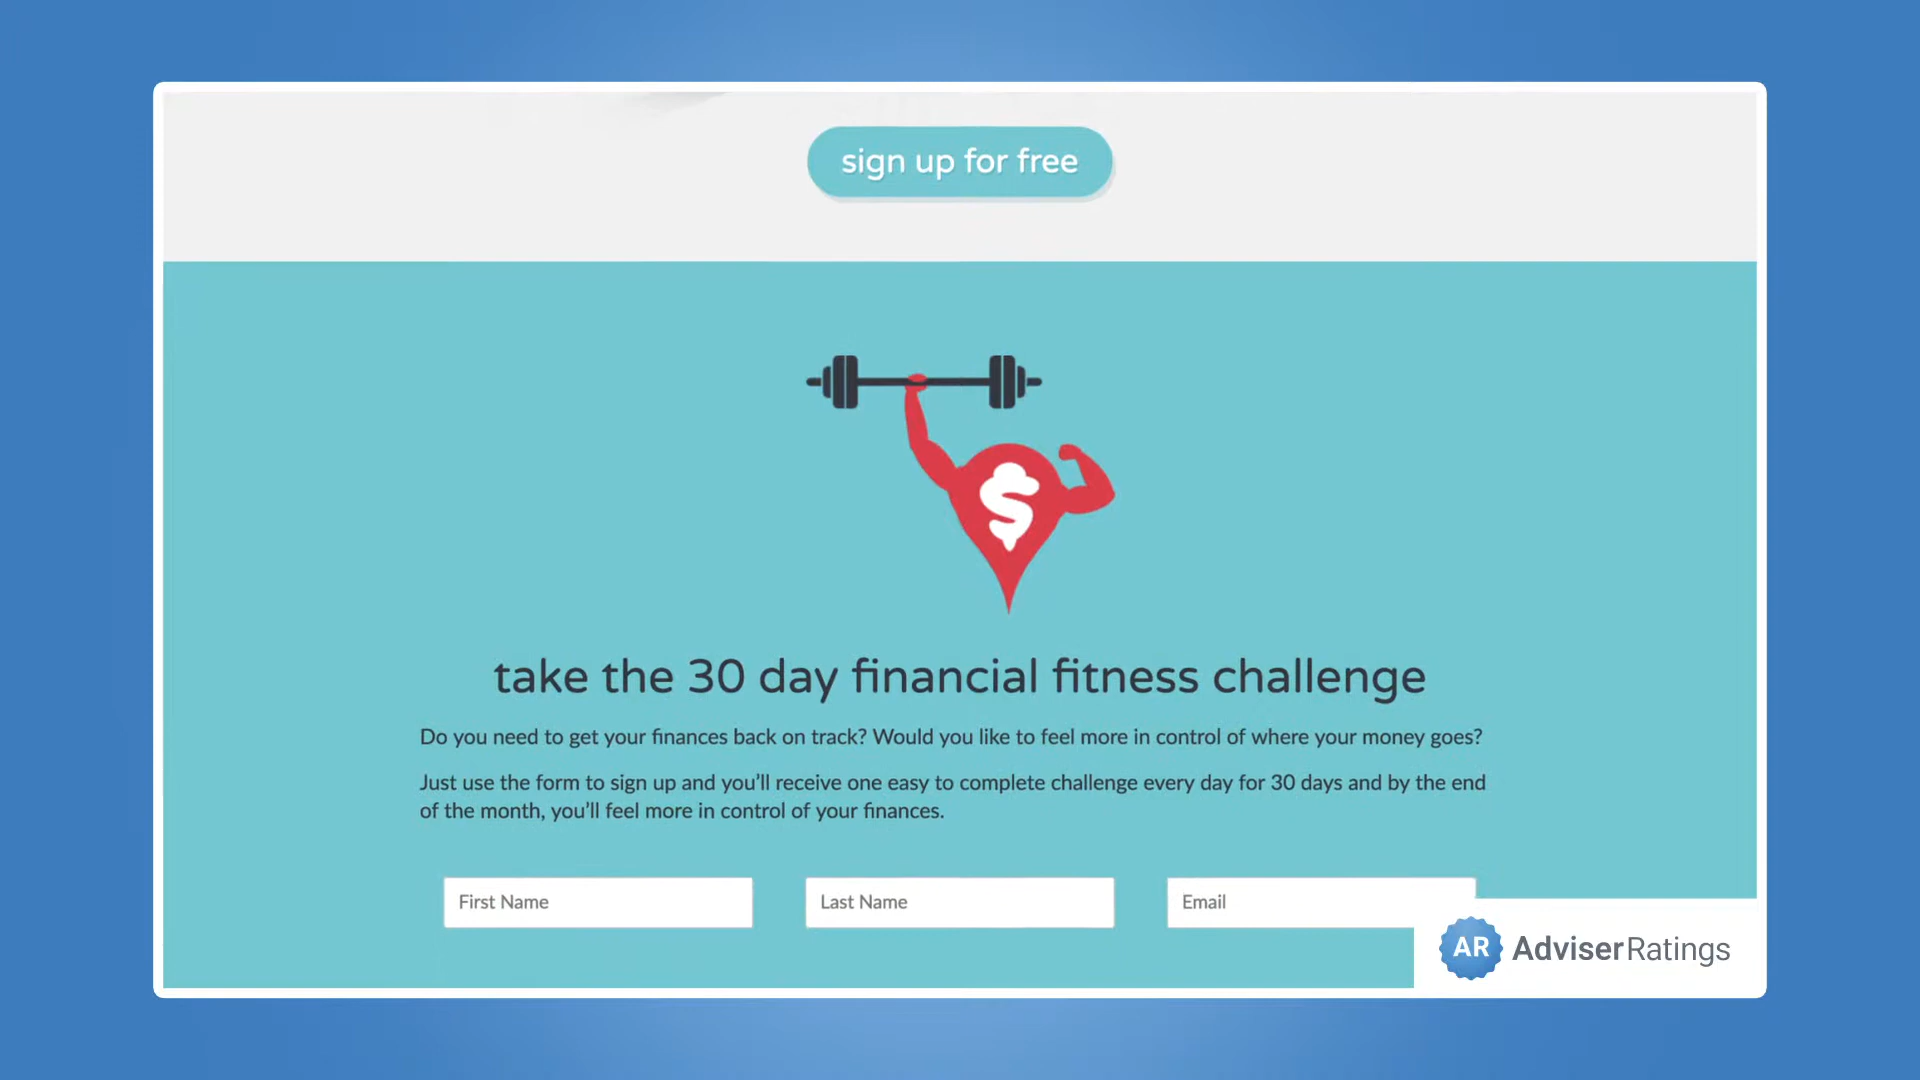 sign up for free
$
take the 30 day financial fitness challenge
Do you need to get your finances back on track? Would you like to feel more in control of where your money goes?
Just use the form to sign up and you'll receive one easy to complete challenge every day for 30 days and by the end
of the month, you'll feel more in control of your finances.
First Name Last Name Email
AR AdviserRatings